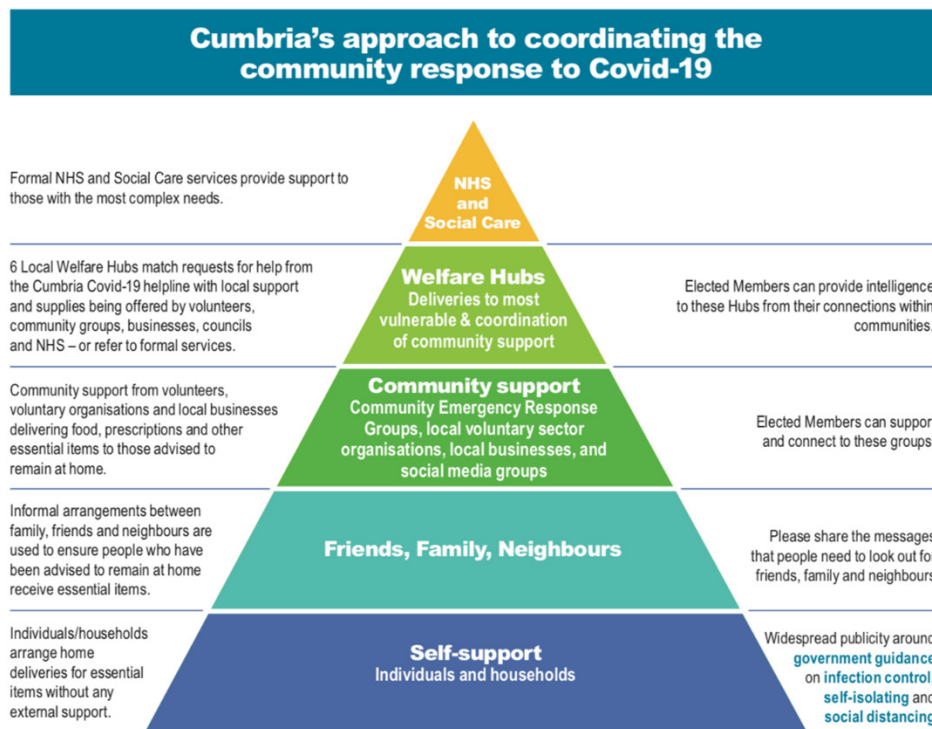 Cumbria's approach to coordinating the
community response to Covid-19
Formal NHS and Social Care services provide support to
those with the most complex needs.
NHS
and
Social Care
6 Local Welfare Hubs match requests for help from
the Cumbria Covid-19 helpline with local support
and supplies being offered by volunteers,
community groups, businesses, councils
and NHS – or refer to formal services.
Welfare Hubs
Deliveries to most
vulnerable & coordination
of community support
Elected Members can provide intelligence
to these Hubs from their connections within
communities.
Community support from volunteers,
voluntary organisations and local businesses
delivering food, prescriptions and other
essential items to those advised to
remain at home.
Community support
Community Emergency Response
Groups, local voluntary sector
organisations, local businesses, and
social media groups
Elected Members can support
and connect to these groups
Informal arrangements between
family, friends and neighbours are
used to ensure people who have
been advised to remain at home
receive essential items.
Friends, Family, Neighbours
Please share the messages
that people need to look out for
friends, family and neighbours
Individuals/households
arrange home
deliveries for essential
items without any
external support.
Self-support
Individuals and households
Widespread publicity around
government guidance
on infection control,
self-isolating and
social distancing